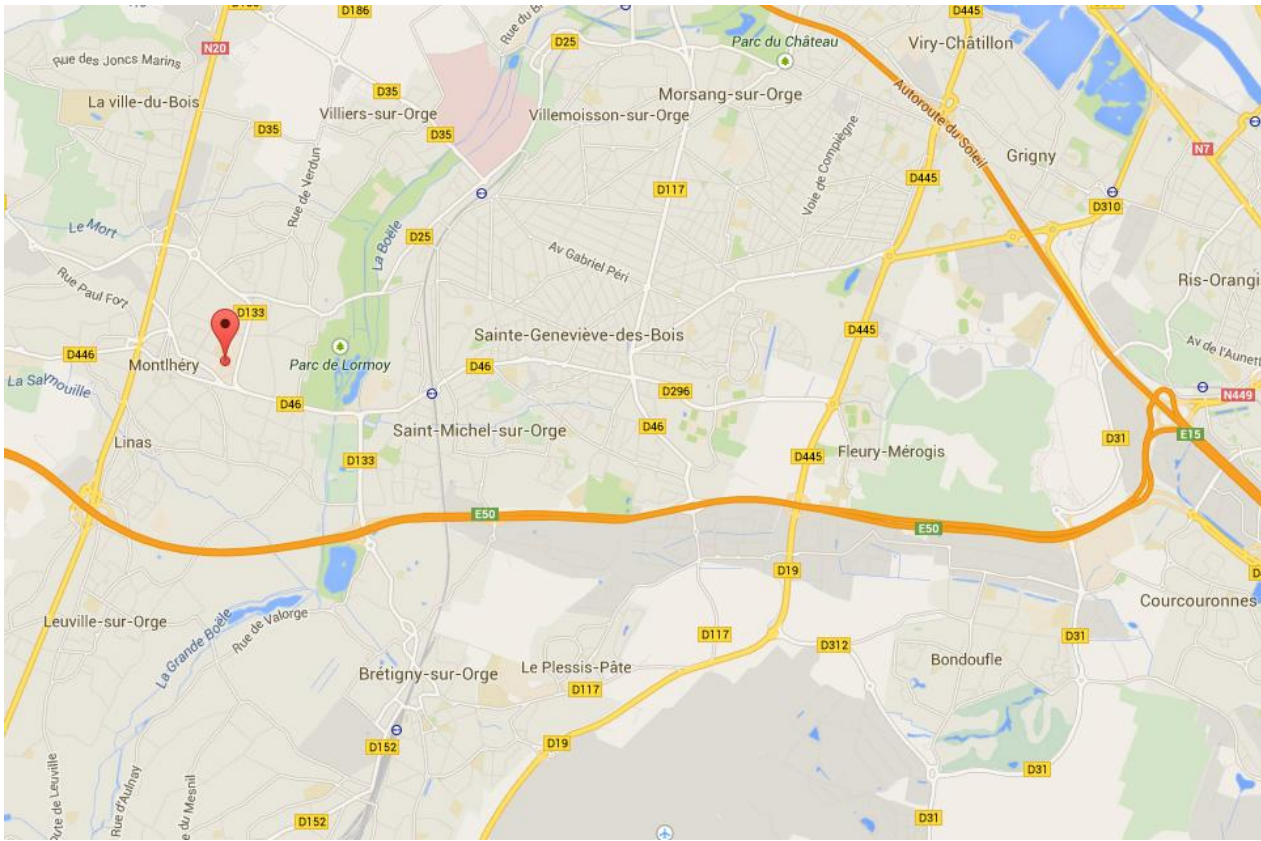 D186
D25
Rue du B
D445
Parc du Château
Viry-Châtillon
N20
Rue des Joncs Marins
La ville-du-Bois
D35
Villiers-sur-Orge
D35
D35
Villemoisson-sur-Orge
Morsang-sur-Orge
Autoroute du Soleil
Voie de Compiègne
Grigny
N7
D445
D117
D310
Rue de Verdun
Le Mort
La Boële
D25
Av Gabriel Péri
Rue Paul Fort
D133
Ris-Orangi
Sainte-Geneviève-des-Bois
D445
D446
Montlhéry
Parc de Lormoy
D46
Av de l'Aunett
La Salmouille
D46
D296
N449
Linas
Saint-Michel-sur-Orge
D46
D31
E15
D133
D445
Fleury-Mérogis
E50
E50
D19
Leuville-sur-Orge
La Grande Boële
Rue de Valorge
Courcouronnes
D117
D312
D31
Brétigny-sur-Orge
Le Plessis-Pâte
D117
Bondoufle
D152
D19
D31
Rue d'Aulnay
ute de Leuville
e du Mesnil
D152
D31